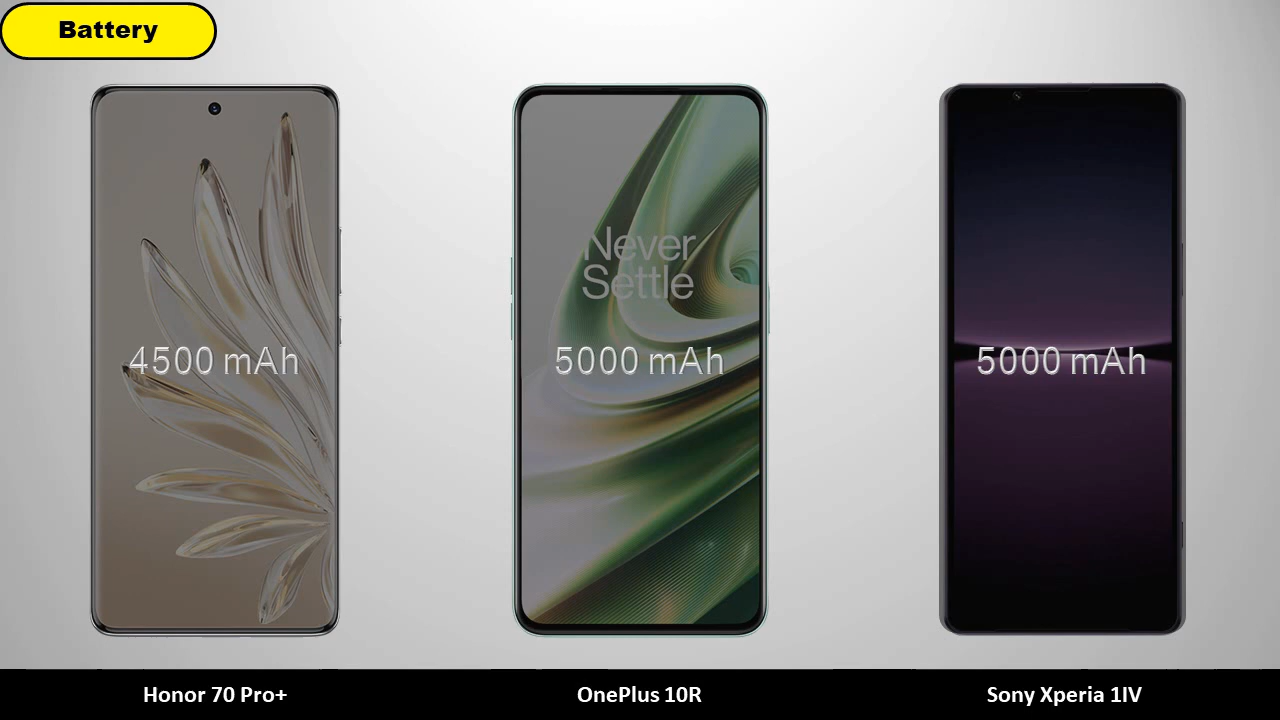 Battery
Never
Settle
4500 mAh
5000 mAh
5000 mAh
Honor 70 Pro+
OnePlus 10R
Sony Xperia 1IV